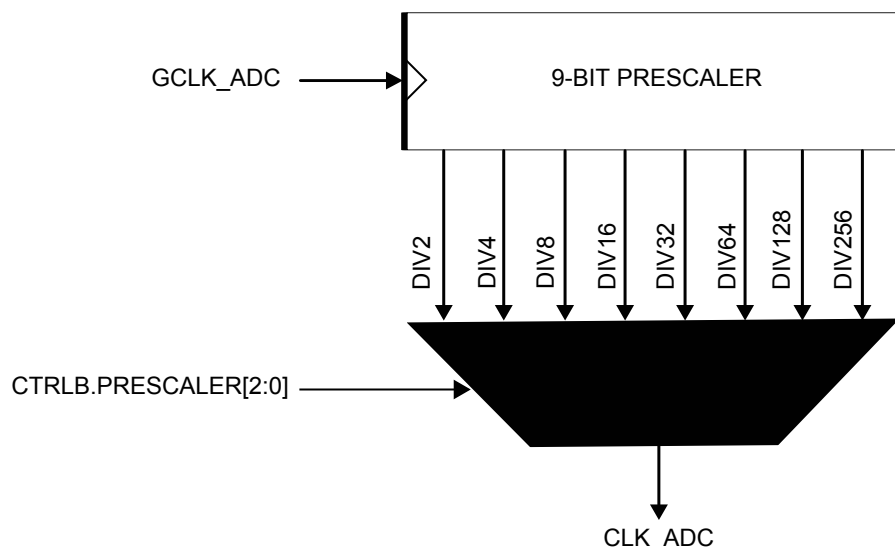 9-BIT PRESCALER
GCLK_ADC
DIV2
DIV4
DIV8
DIV16
DIV32
DIV64
DIV128
DIV256
CTRLB.PRESCALER[2:0]
CLK_ADC